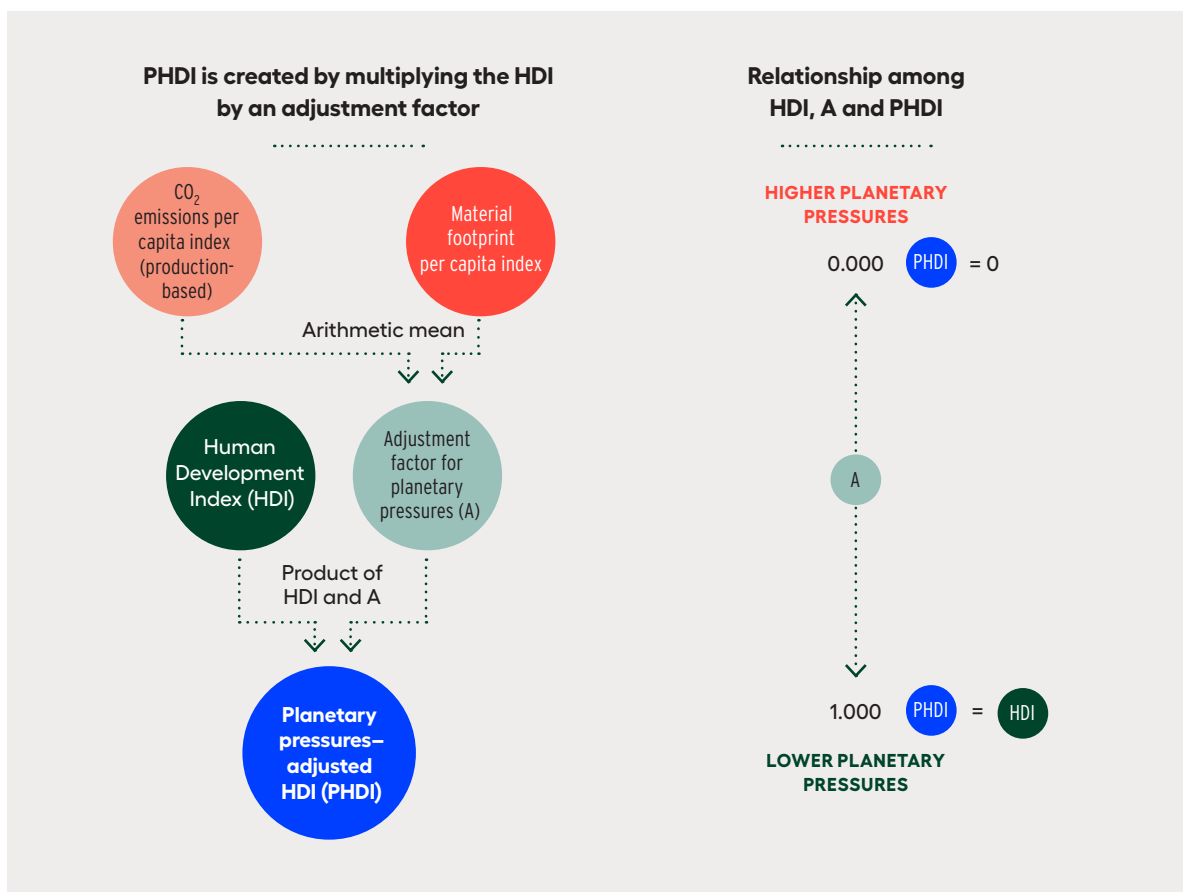 PHDI is created by multiplying the HDI
by an adjustment factor
CO₂
emissions per
capita index
(production-
based)
Material
footprint
per capita index
Arithmetic mean
Human
Development
Index (HDI)
Adjustment
factor for
planetary
pressures (A)
Product of
HDI and A
Planetary
pressures–
adjusted
HDI (PHDI)
Relationship among
HDI, A and PHDI
HIGHER PLANETARY
PRESSURES
0.000 PHDI = 0
A
1.000 PHDI = HDI
LOWER PLANETARY
PRESSURES